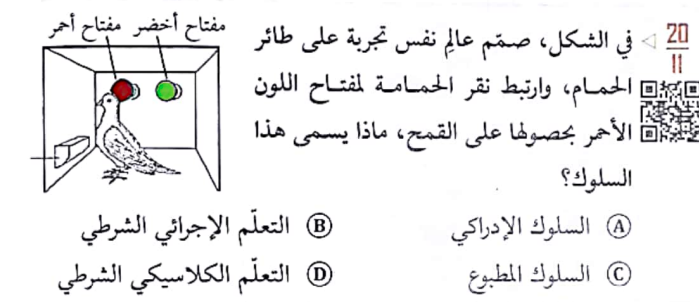 20
11
في الشكل، صمّم عالِم نفس تجربة على طائر
الحمام، وارتبط نقر الحمامة لمفتاح اللون
الأحمر بحصولها على القمح، ماذا يسمى هذا
السلوك؟
مفتاح أخضر
مفتاح أحمر
Ⓐ السلوك الإدراكي
Ⓑ التعلّم الإجرائي الشرطي
Ⓒ السلوك المطبوع
Ⓓ التعلّم الكلاسيكي الشرطي